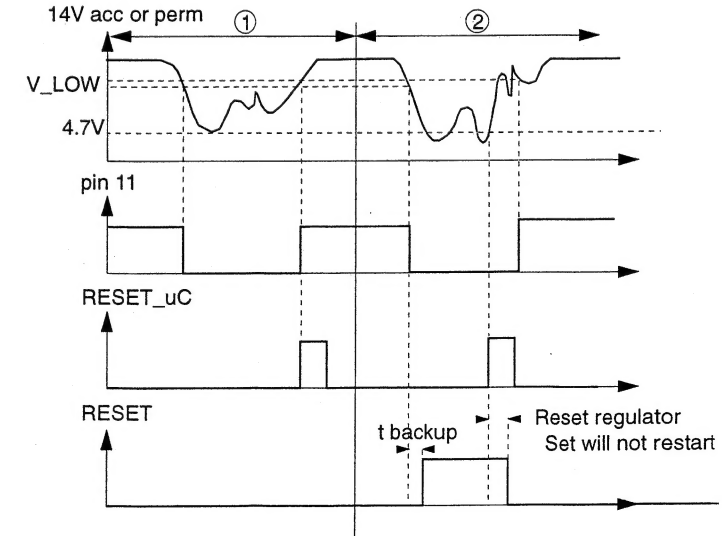 14V acc or perm
① ②
V_LOW
4.7V
pin 11
RESET_uC
RESET
t backup
Reset regulator
Set will not restart